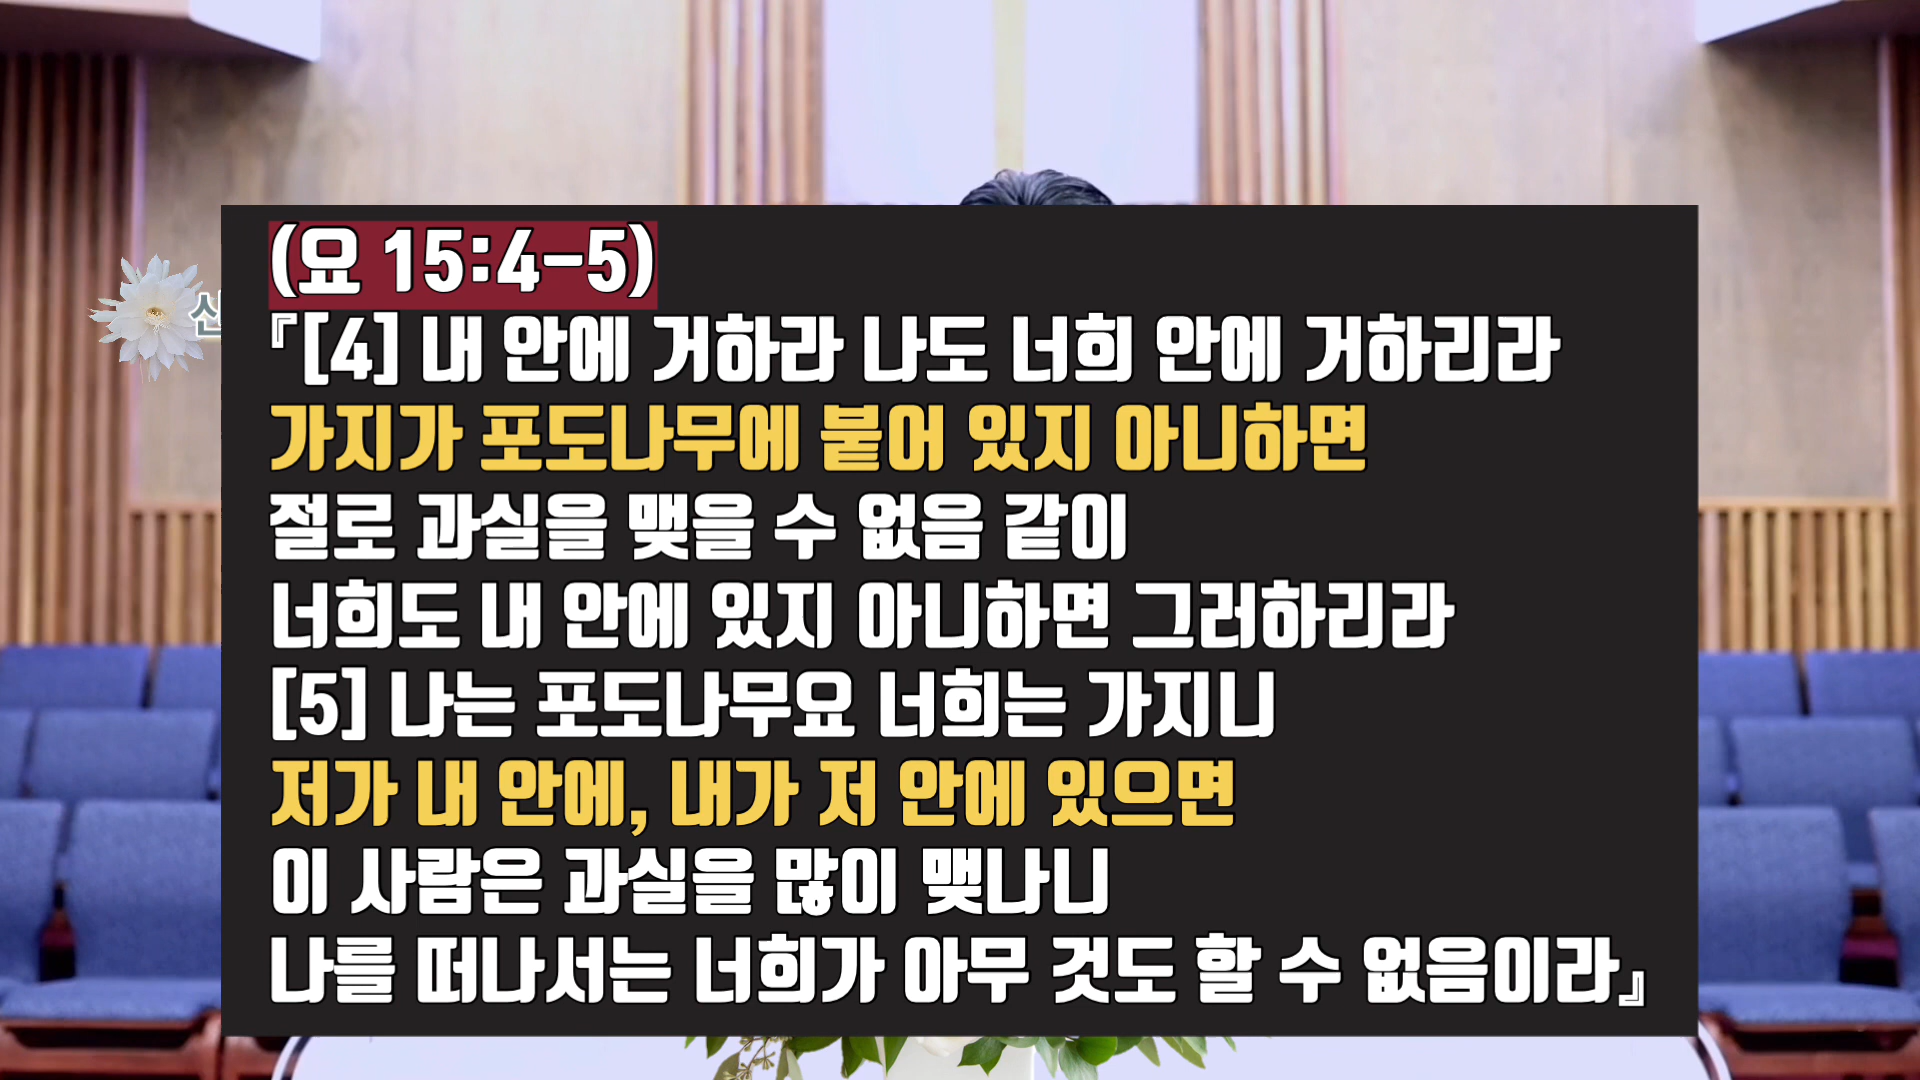 (요 15:4-5)
『[4] 내 안에 거하라 나도 너희 안에 거하리라
가지가 포도나무에 붙어 있지 아니하면
절로 과실을 맺을 수 없음 같이
너희도 내 안에 있지 아니하면 그러하리라
[5] 나는 포도나무요 너희는 가지니
저가 내 안에, 내가 저 안에 있으면
이 사람은 과실을 많이 맺나니
나를 떠나서는 너희가 아무 것도 할 수 없음이라』